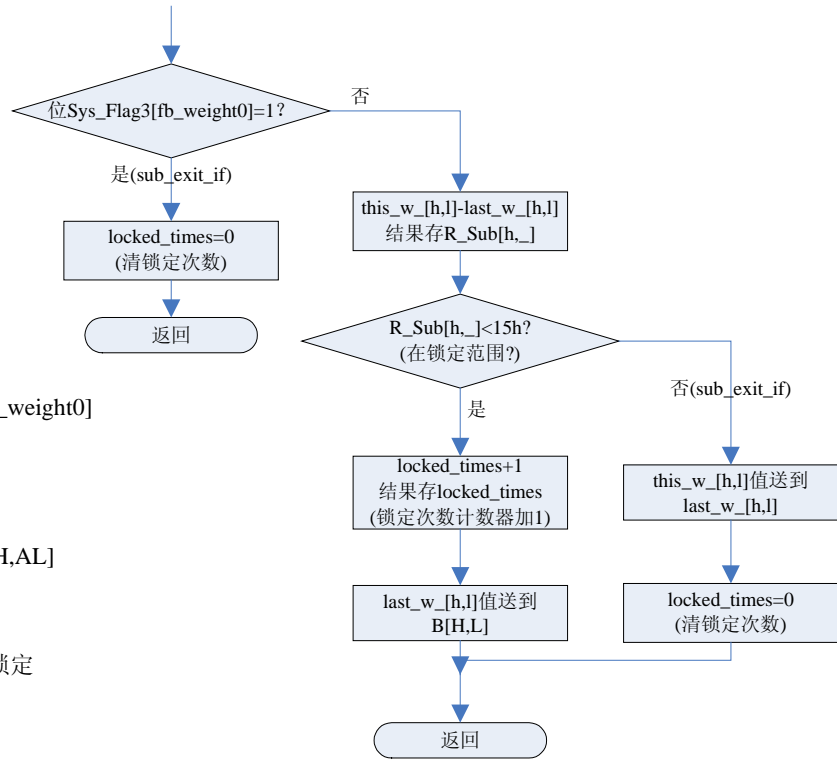 位Sys_Flag3[fb_weight0]=1?
否
是(sub_exit_if)
locked_times=0
(清锁定次数)
返回
this_w_[h,l]-last_w_[h,l]
结果存R_Sub[h,_]
R_Sub[h,_]<15h?
(在锁定范围?)
否(sub_exit_if)
是
_weight0]
locked_times+1
结果存locked_times
(锁定次数计数器加1)
this_w_[h,l]值送到
last_w_[h,l]
H,AL]
last_w_[h,l]值送到
B[H,L]
locked_times=0
(清锁定次数)
锁定
返回